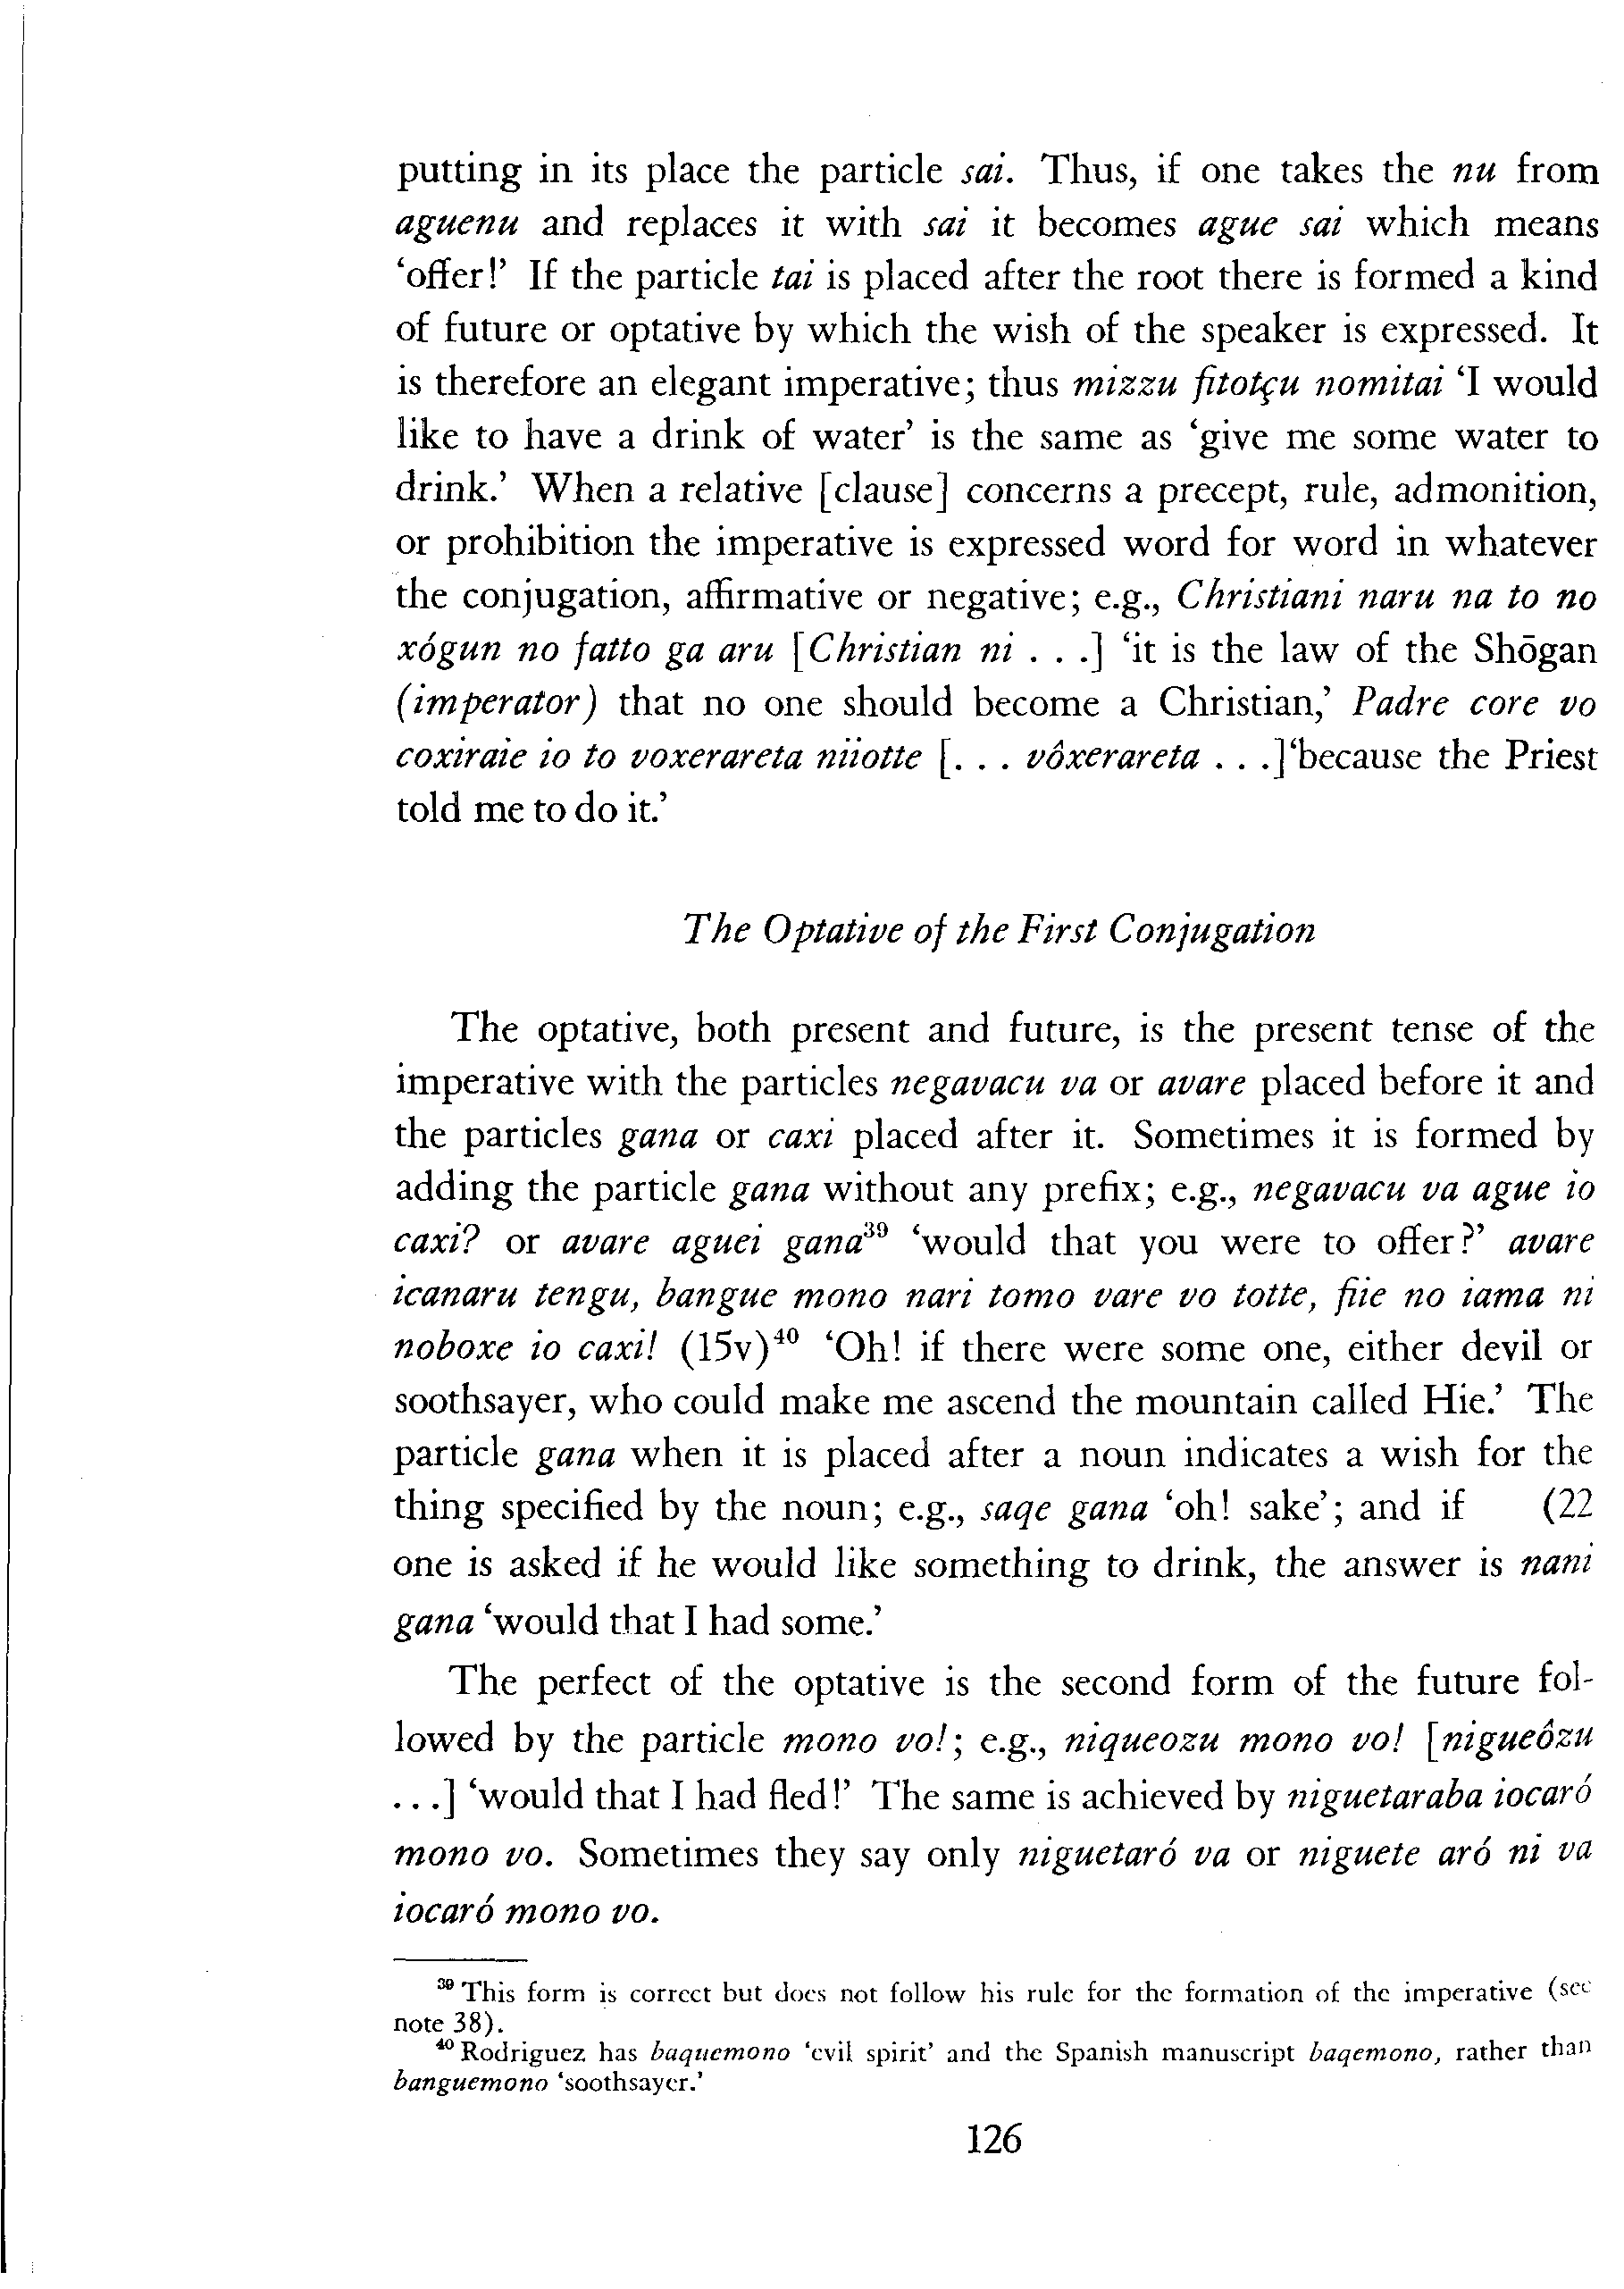 putting in its place the particle sai. Thus, if one takes the nu from
aguenu and replaces it with sai it becomes ague sai which means
‘offer!’ If the particle tai is placed after the root there is formed a kind
of future or optative by which the wish of the speaker is expressed. It
is therefore an elegant imperative; thus mizzu fitotçu nomitai ‘I would
like to have a drink of water’ is the same as ‘give me some water to
drink.’ When a relative [clause] concerns a precept, rule, admonition,
or prohibition the imperative is expressed word for word in whatever
the conjugation, affirmative or negative; e.g., Christiani naru na to no
xógun no fatto ga aru [Christian ni . . .] ‘it is the law of the Shōgan
(imperator) that no one should become a Christian,’ Padre core vo
coxiraie io to voxerareta niiotte [. . . vôxerareta . . .]‘because the Priest
told me to do it.’
The Optative of the First Conjugation
The optative, both present and future, is the present tense of the
imperative with the particles negavacu va or avare placed before it and
the particles gana or caxi placed after it. Sometimes it is formed by
adding the particle gana without any prefix; e.g., negavacu va ague io
caxi? or avare aguei gana³⁹ ‘would that you were to offer?’ avare
icanaru tengu, bangue mono nari tomo vare vo totte, fiie no iama ni
noboxe io caxi! (15v)⁴⁰ ‘Oh! if there were some one, either devil or
soothsayer, who could make me ascend the mountain called Hie.’ The
particle gana when it is placed after a noun indicates a wish for the
thing specified by the noun; e.g., saqe gana ‘oh! sake’; and if (22
one is asked if he would like something to drink, the answer is nani
gana ‘would that I had some.’
The perfect of the optative is the second form of the future fol-
lowed by the particle mono vo!; e.g., niqueozu mono vo! [nigueôzu
. . .] ‘would that I had fled!’ The same is achieved by niguetaraba iocaró
mono vo. Sometimes they say only niguetaró va or niguete aró ni va
iocaró mono vo.
³⁹ This form is correct but does not follow his rule for the formation of the imperative (see
note 38).
⁴⁰ Rodriguez has baquemono ‘evil spirit’ and the Spanish manuscript baqemono, rather than
banguemono ‘soothsayer.’
126